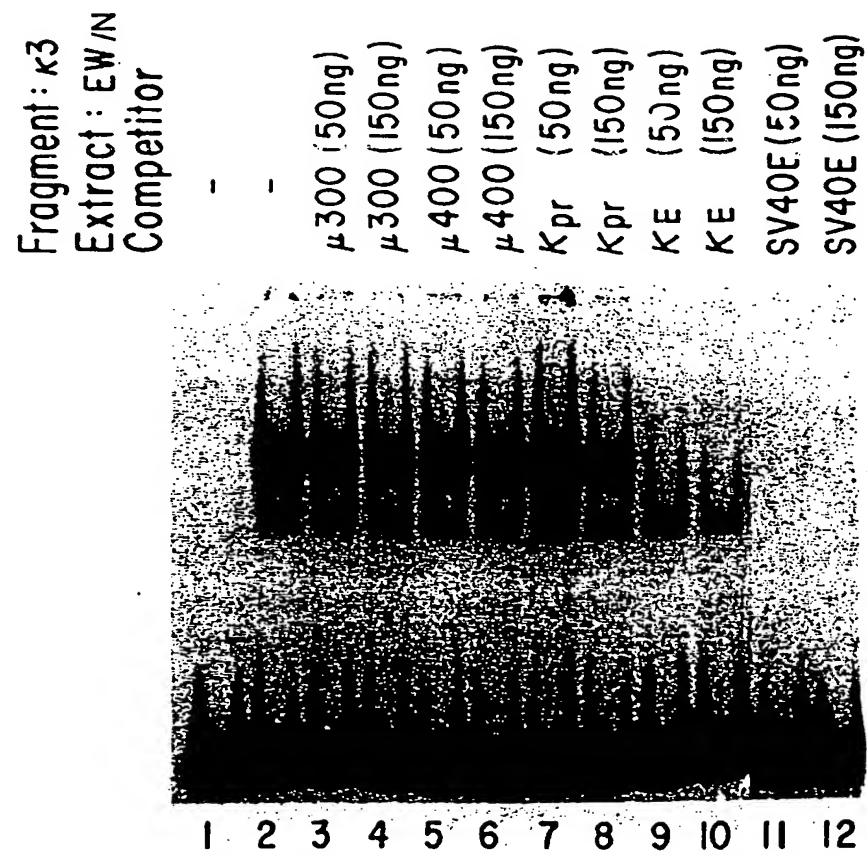 Fragment: κ3
Extract: EW/N
Competitor
-
-
μ300 (50ng)
μ300 (150ng)
μ400 (50ng)
μ400 (150ng)
Kpr (50ng)
Kpr (150ng)
KE (50ng)
KE (150ng)
SV40E (50ng)
SV40E (150ng)
1 2 3 4 5 6 7 8 9 10 11 12